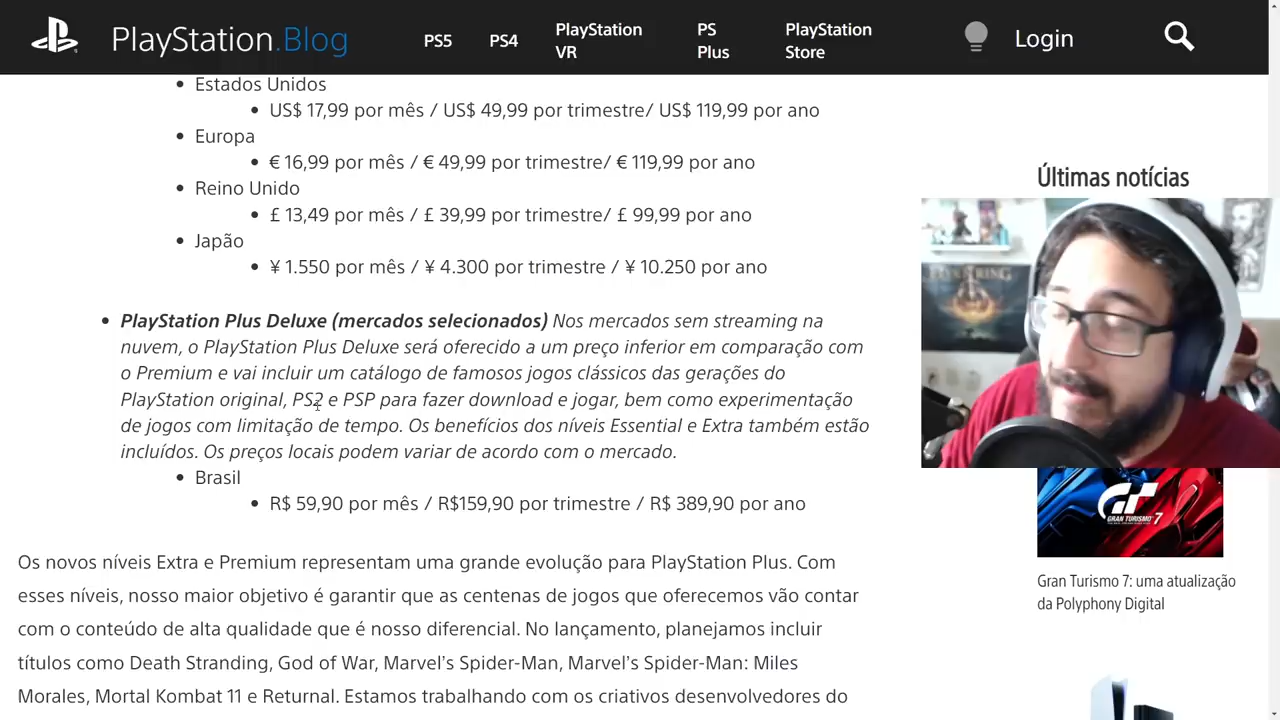 PlayStation.Blog
PS5
PS4
PlayStation
VR
PS
Plus
PlayStation
Store
Login
• Estados Unidos
• US$ 17,99 por mês / US$ 49,99 por trimestre/ US$ 119,99 por ano
• Europa
• € 16,99 por mês / € 49,99 por trimestre/ € 119,99 por ano
• Reino Unido
• £ 13,49 por mês / £ 39,99 por trimestre/ £ 99,99 por ano
• Japão
• ¥ 1.550 por mês / ¥ 4.300 por trimestre / ¥ 10.250 por ano
• PlayStation Plus Deluxe (mercados selecionados) Nos mercados sem streaming na
nuvem, o PlayStation Plus Deluxe será oferecido a um preço inferior em comparação com
o Premium e vai incluir um catálogo de famosos jogos clássicos das gerações do
PlayStation original, PS2 e PSP para fazer download e jogar, bem como experimentação
de jogos com limitação de tempo. Os benefícios dos níveis Essential e Extra também estão
incluídos. Os preços locais podem variar de acordo com o mercado.
• Brasil
• R$ 59,90 por mês / R$159,90 por trimestre / R$ 389,90 por ano
Os novos níveis Extra e Premium representam uma grande evolução para PlayStation Plus. Com
esses níveis, nosso maior objetivo é garantir que as centenas de jogos que oferecemos vão contar
com o conteúdo de alta qualidade que é nosso diferencial. No lançamento, planejamos incluir
títulos como Death Stranding, God of War, Marvel's Spider-Man, Marvel's Spider-Man: Miles
Morales, Mortal Kombat 11 e Returnal. Estamos trabalhando com os criativos desenvolvedores do
Últimas notícias
GRAN TURISMO 7
Gran Turismo 7: uma atualização
da Polyphony Digital